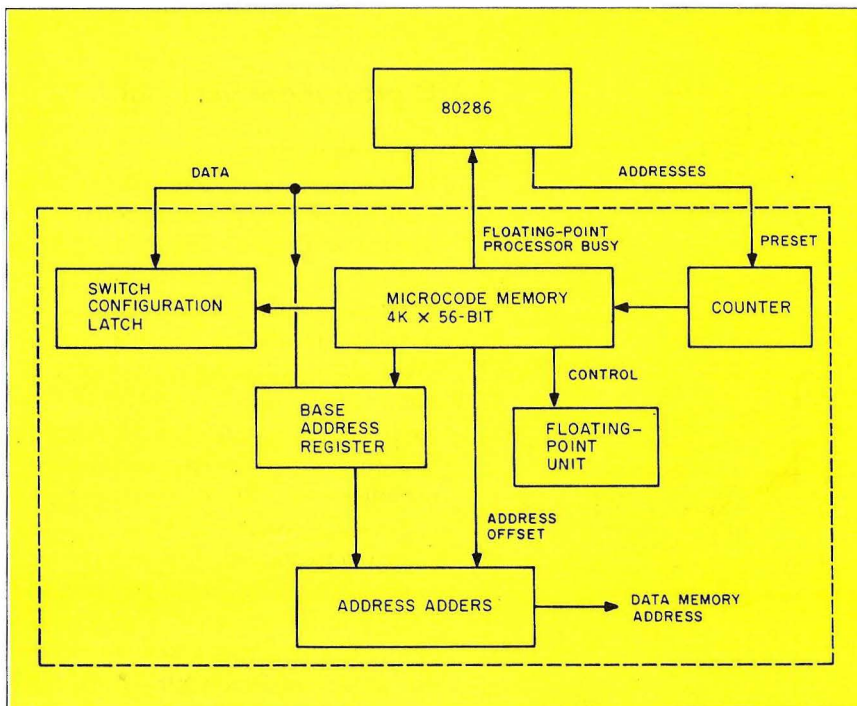 80286
DATA
ADDRESSES
FLOATING-POINT
PROCESSOR BUSY
PRESET
SWITCH
CONFIGURATION
LATCH
MICROCODE MEMORY
4K × 56-BIT
COUNTER
CONTROL
BASE
ADDRESS
REGISTER
FLOATING-
POINT
UNIT
ADDRESS
OFFSET
ADDRESS ADDERS
DATA MEMORY
ADDRESS